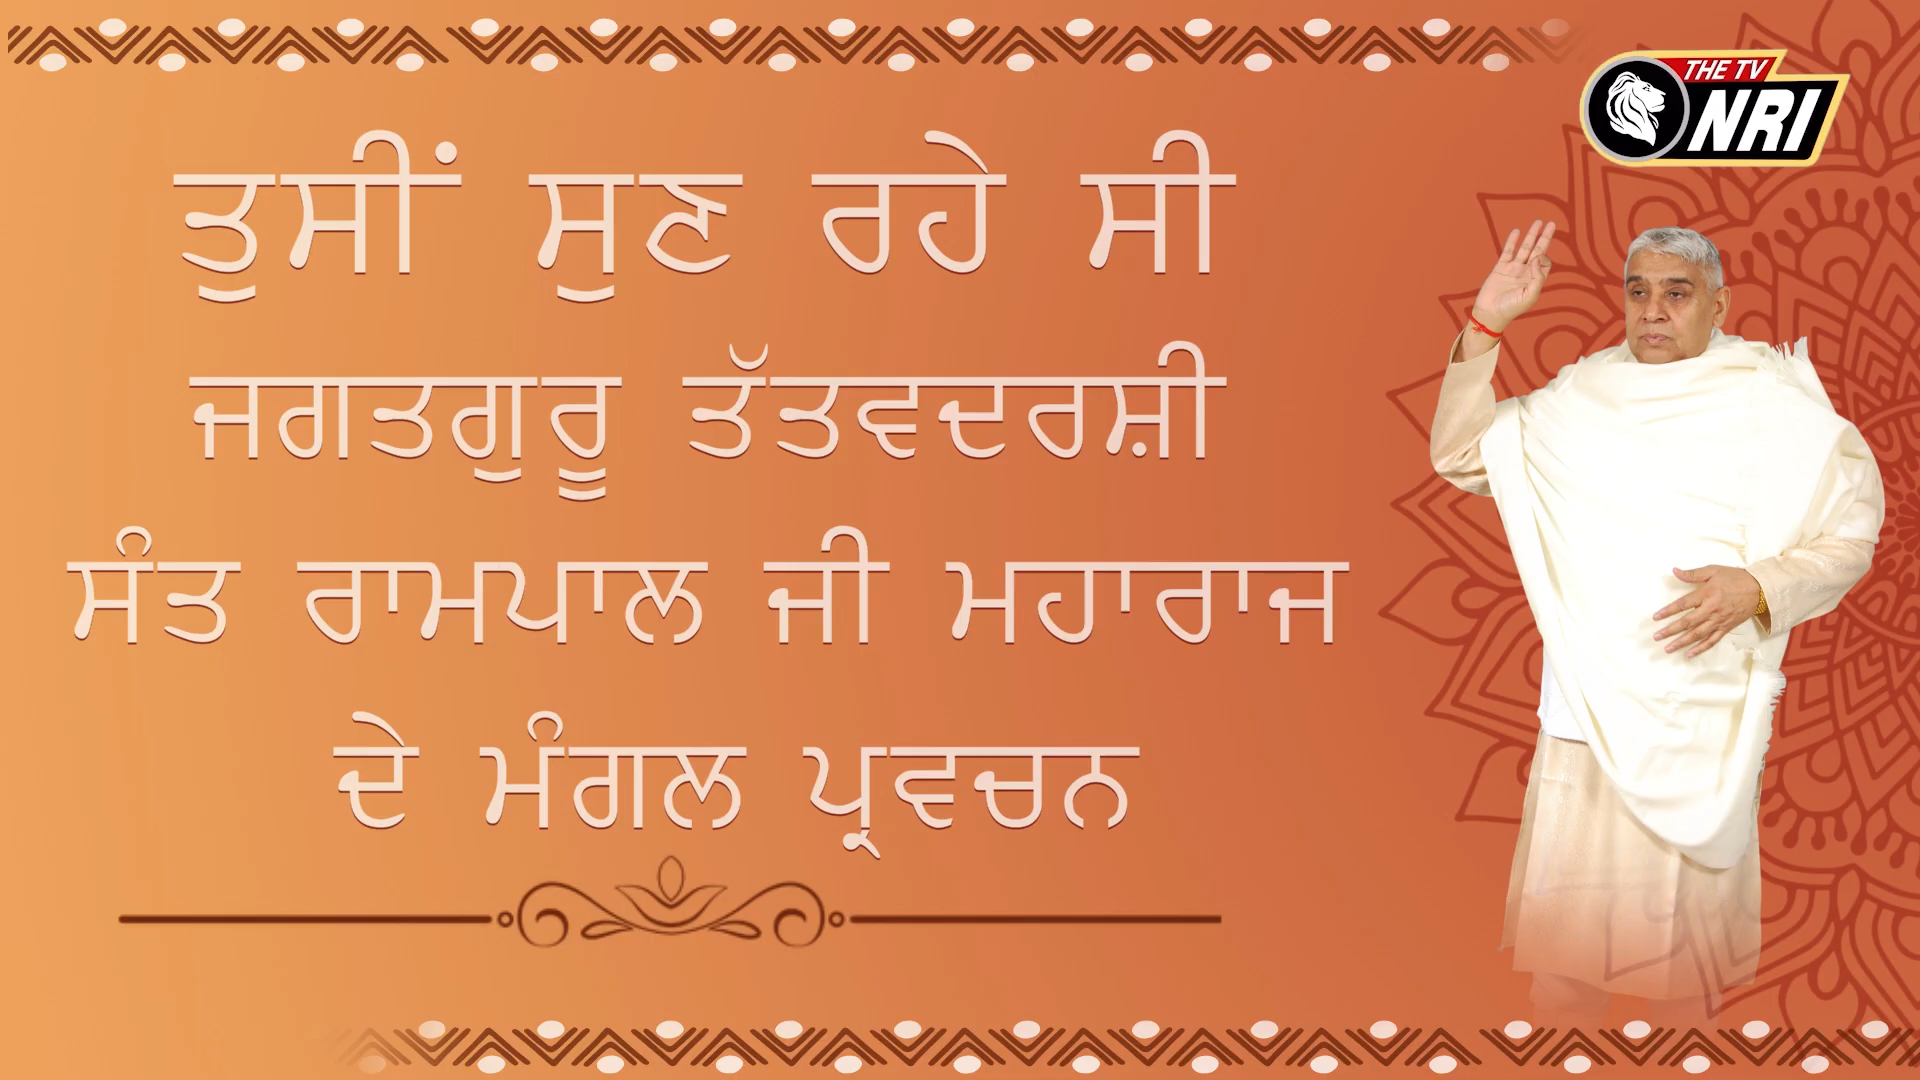 THE TV
NRI
ਤੁਸੀਂ ਸੁਣ ਰਹੇ ਸੀ
ਜਗਤਗੁਰੂ ਤੱਤਵਦਰਸ਼ੀ
ਸੰਤ ਰਾਮਪਾਲ ਜੀ ਮਹਾਰਾਜ
ਦੇ ਮੰਗਲ ਪ੍ਰਵਚਨ